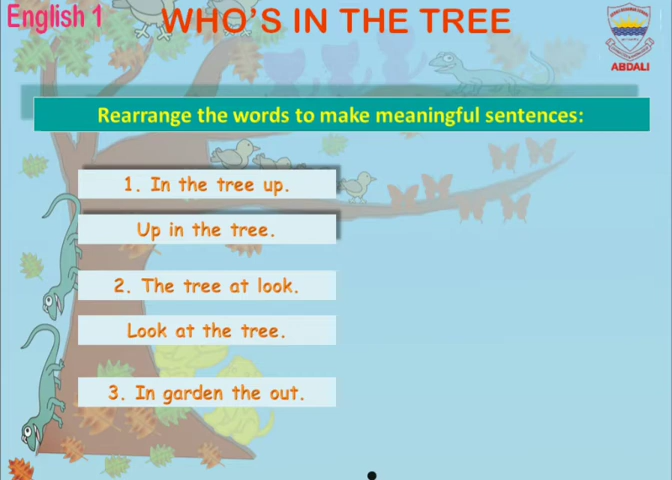 English 1
WHO'S IN THE TREE
ABDALI
Rearrange the words to make meaningful sentences:
1. In the tree up.
Up in the tree.
2. The tree at look.
Look at the tree.
3. In garden the out.